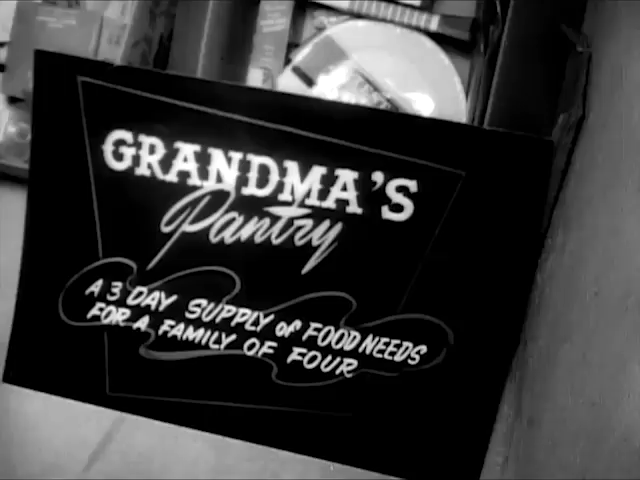 GRANDMA'S
Pantry
A 3 DAY SUPPLY of FOOD NEEDS
FOR A FAMILY OF FOUR